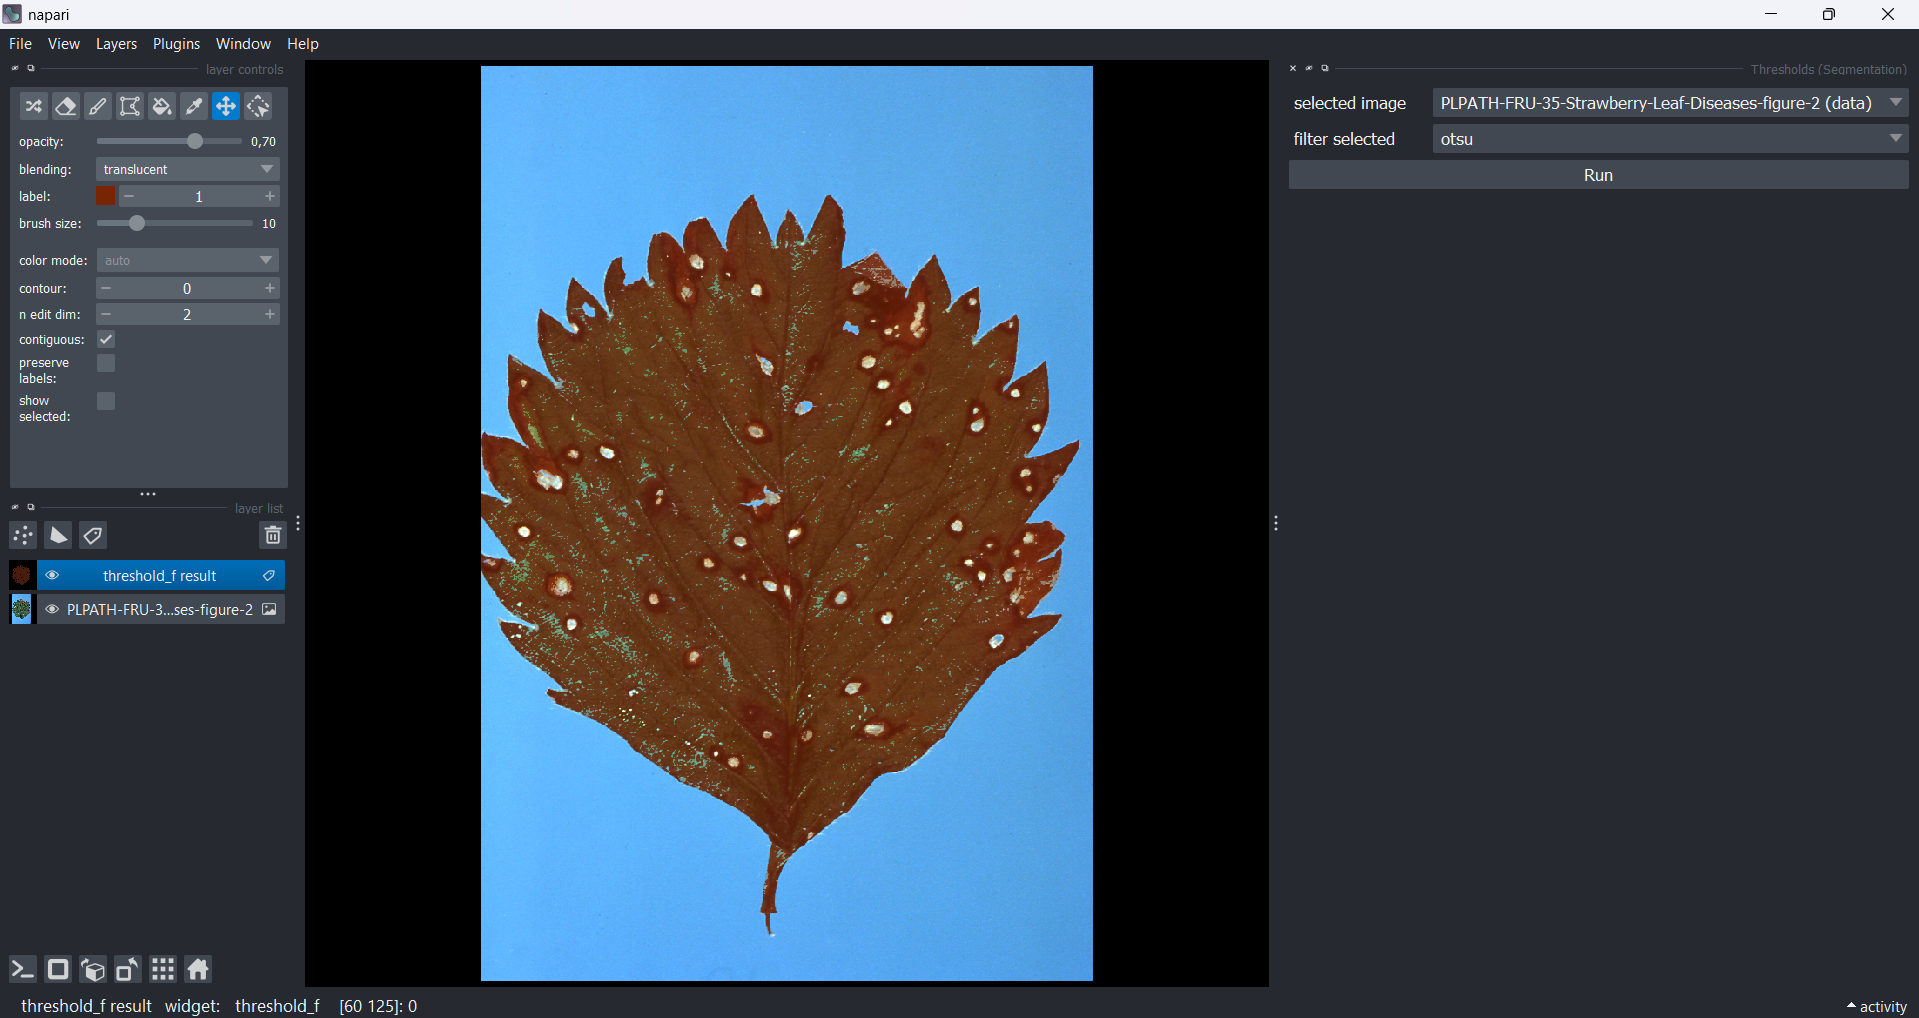 napari
File View Layers Plugins Window Help
layer controls
opacity: 0,70
blending: translucent
label: 1
brush size: 10
color mode: auto
contour: 0
n edit dim: 2
contiguous:
preserve
labels:
show
selected:
layer list
threshold_f result
PLPATH-FRU-3...ses-figure-2
Thresholds (Segmentation)
selected image PLPATH-FRU-35-Strawberry-Leaf-Diseases-figure-2 (data)
filter selected otsu
Run
threshold_f result widget: threshold_f [60 125]: 0
activity